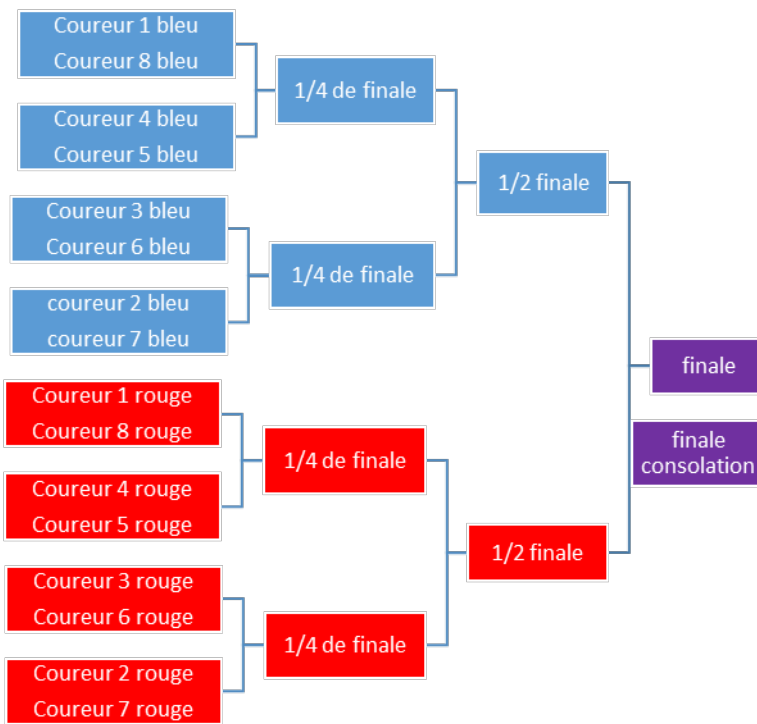 Coureur 1 bleu
Coureur 8 bleu
Coureur 4 bleu
Coureur 5 bleu
1/4 de finale
Coureur 3 bleu
Coureur 6 bleu
coureur 2 bleu
coureur 7 bleu
1/4 de finale
1/2 finale
Coureur 1 rouge
Coureur 8 rouge
Coureur 4 rouge
Coureur 5 rouge
1/4 de finale
Coureur 3 rouge
Coureur 6 rouge
Coureur 2 rouge
Coureur 7 rouge
1/4 de finale
1/2 finale
finale
finale
consolation